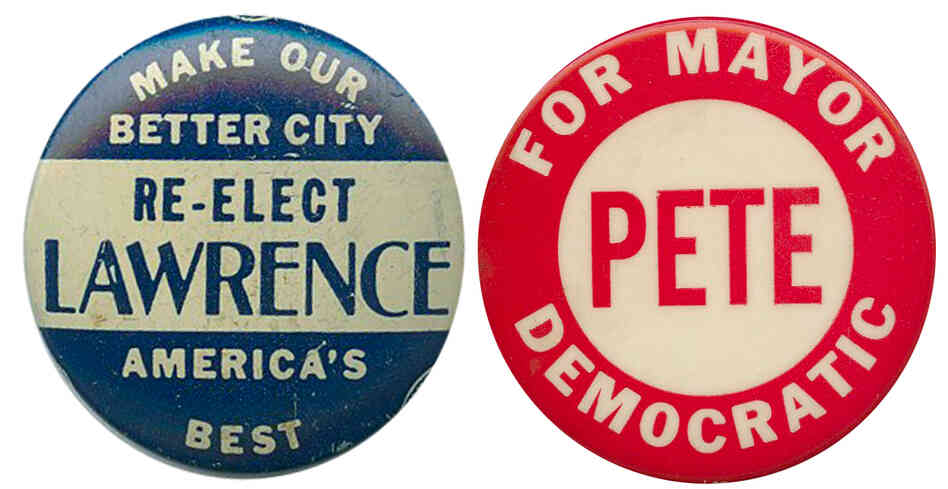 MAKE OUR
BETTER CITY
RE-ELECT
LAWRENCE
AMERICA'S
BEST
FOR MAYOR
PETE
DEMOCRATIC